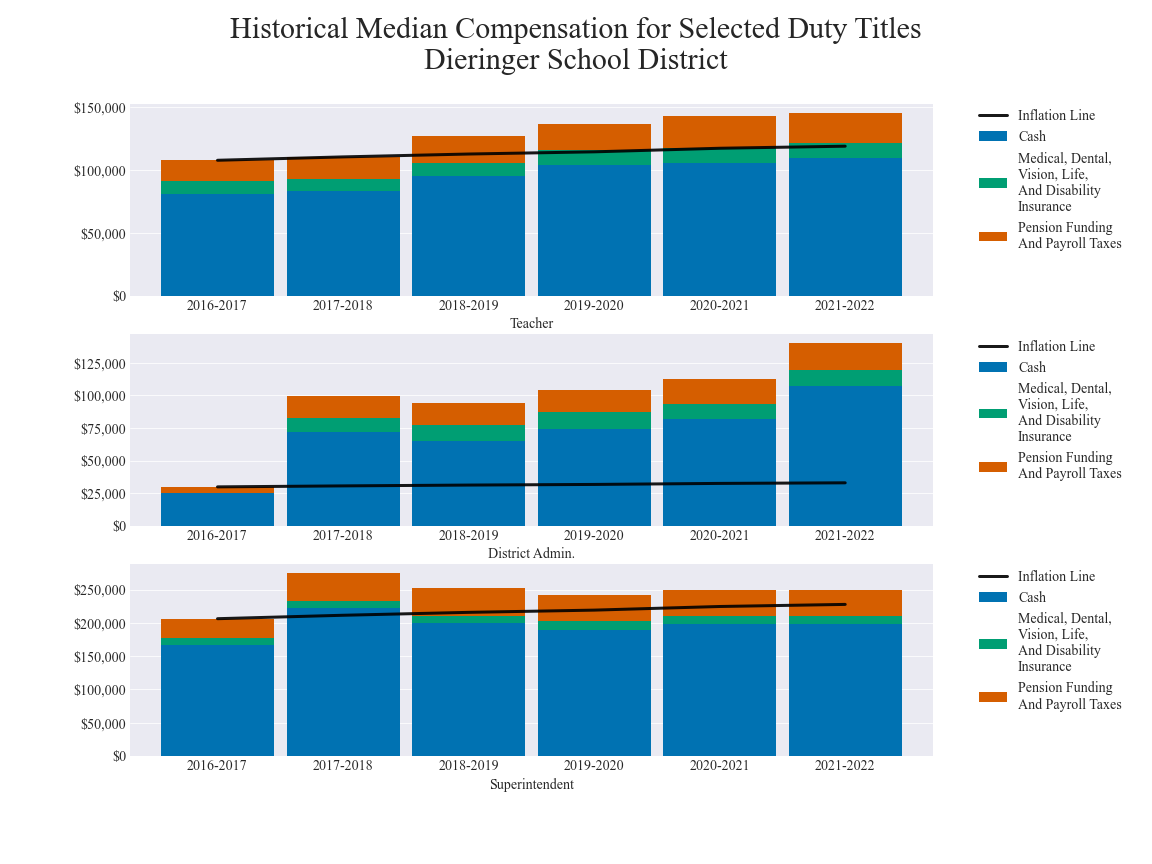 Historical Median Compensation for Selected Duty Titles
Dieringer School District
$150,000
$100,000
$50,000
$0
2016-2017 2017-2018 2018-2019 2019-2020 2020-2021 2021-2022
Teacher
Inflation Line
Cash
Medical, Dental,
Vision, Life,
And Disability
Insurance
Pension Funding
And Payroll Taxes
$125,000
$100,000
$75,000
$50,000
$25,000
$0
2016-2017 2017-2018 2018-2019 2019-2020 2020-2021 2021-2022
District Admin.
Inflation Line
Cash
Medical, Dental,
Vision, Life,
And Disability
Insurance
Pension Funding
And Payroll Taxes
$250,000
$200,000
$150,000
$100,000
$50,000
$0
2016-2017 2017-2018 2018-2019 2019-2020 2020-2021 2021-2022
Superintendent
Inflation Line
Cash
Medical, Dental,
Vision, Life,
And Disability
Insurance
Pension Funding
And Payroll Taxes